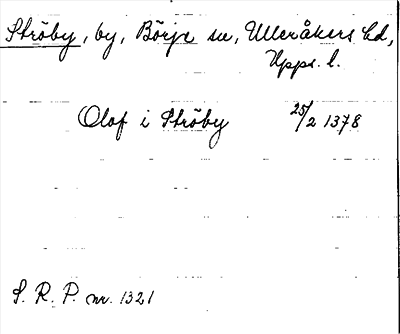 Ströby, by, Börje sn, Ulleråkers hd,
Upps. l.
Olof i Ströby 25/2 1378
S. R. P. nr. 1321